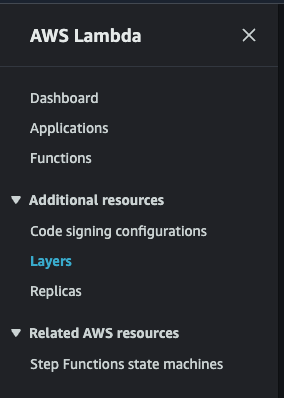 AWS Lambda
Dashboard
Applications
Functions
Additional resources
Code signing configurations
Layers
Replicas
Related AWS resources
Step Functions state machines